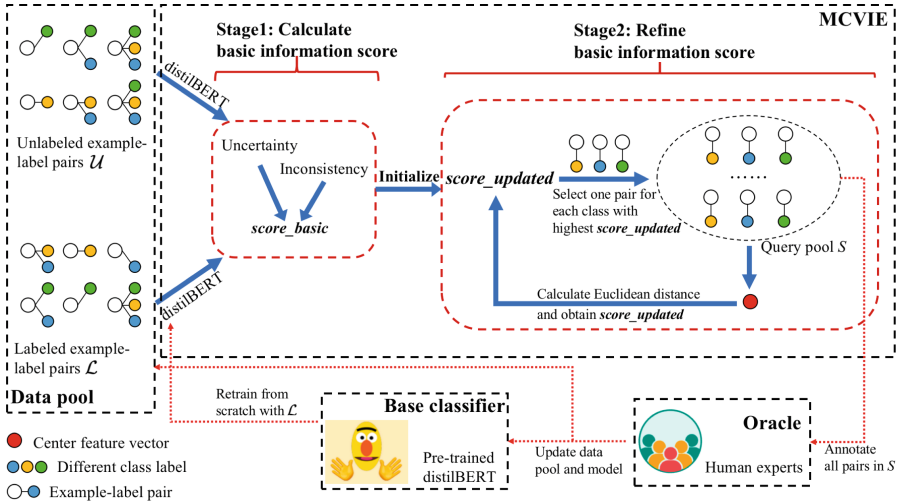 MCVIE
Stage1: Calculate
basic information score
Stage2: Refine
basic information score
distilBERT
Unlabeled example-
label pairs 𝒰
Uncertainty
Inconsistency
score_basic
Initialize
score_updated
Select one pair for
each class with
highest score_updated
......
Query pool S
Calculate Euclidean distance
and obtain score_updated
distilBERT
Labeled example-
label pairs ℒ
Data pool
Retrain from
scratch with ℒ
Base classifier
Pre-trained
distilBERT
Update data
pool and model
Oracle
Human experts
Annotate
all pairs in S
Center feature vector
Different class label
Example-label pair